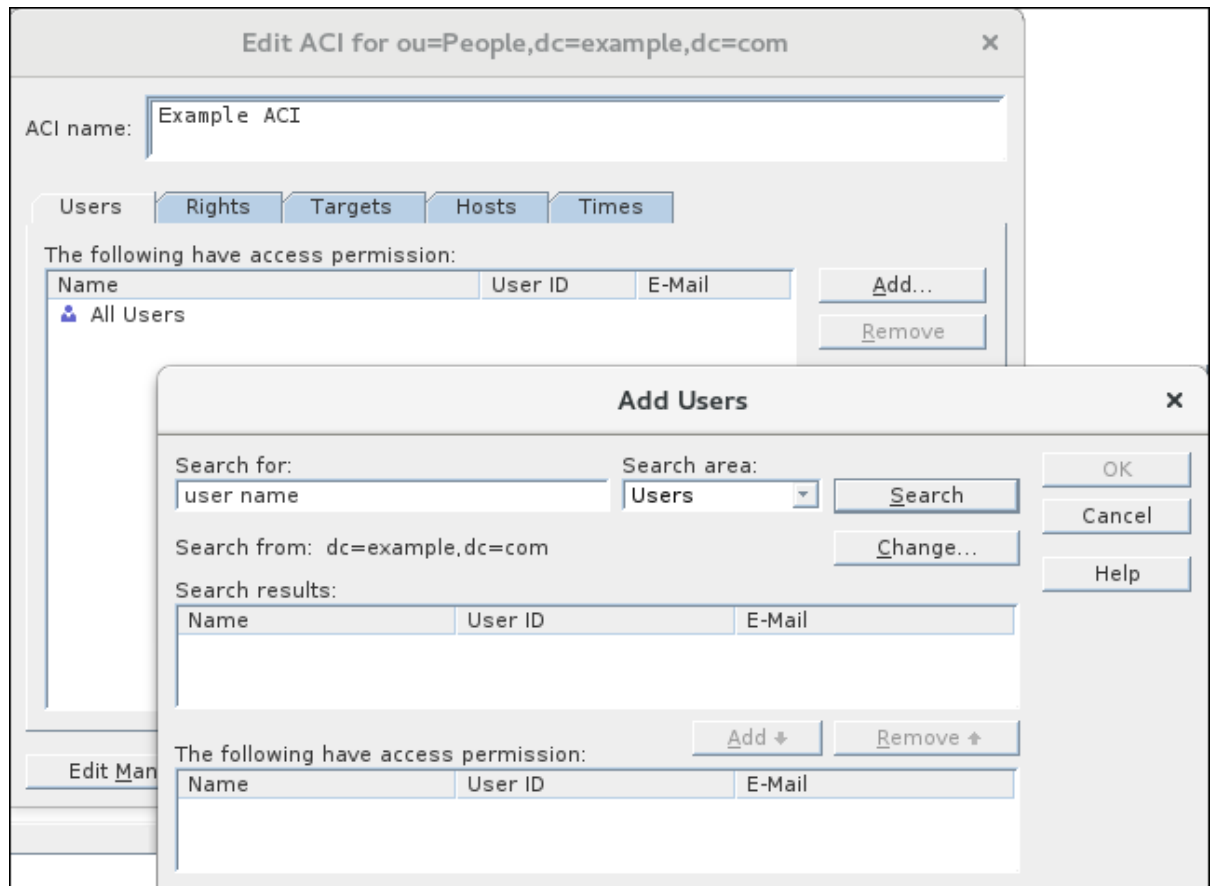 Edit ACI for ou=People,dc=example,dc=com ×
ACI name: Example ACI
Users Rights Targets Hosts Times
The following have access permission:
Name User ID E-Mail Add...
All Users
Remove
Add Users ×
Search for: Search area: OK
user name Users Search
Cancel
Search from: dc=example,dc=com Change...
Help
Search results:
Name User ID E-Mail
Add Remove
The following have access permission:
Edit Man
Name User ID E-Mail